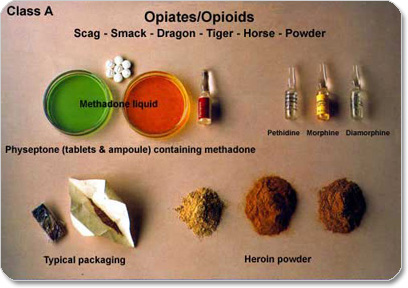 Class A
Opiates/Opioids
Scag - Smack - Dragon - Tiger - Horse - Powder
Methadone liquid
Pethidine Morphine Diamorphine
Physeptone (tablets & ampoule) containing methadone
Typical packaging
Heroin powder